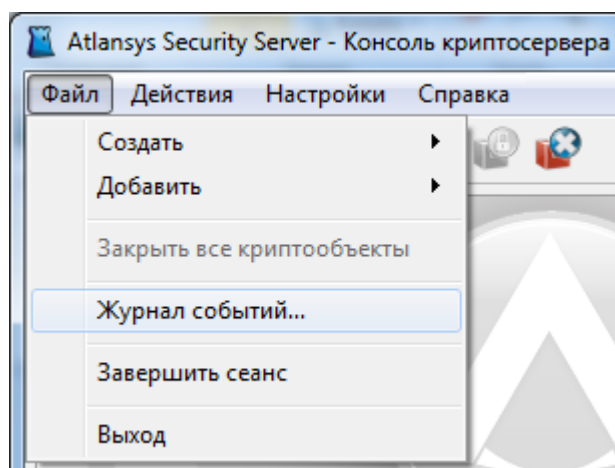 Atlansys Security Server - Консоль криптосервера
Файл Действия Настройки Справка
Создать
Добавить
Закрыть все криптообъекты
Журнал событий...
Завершить сеанс
Выход